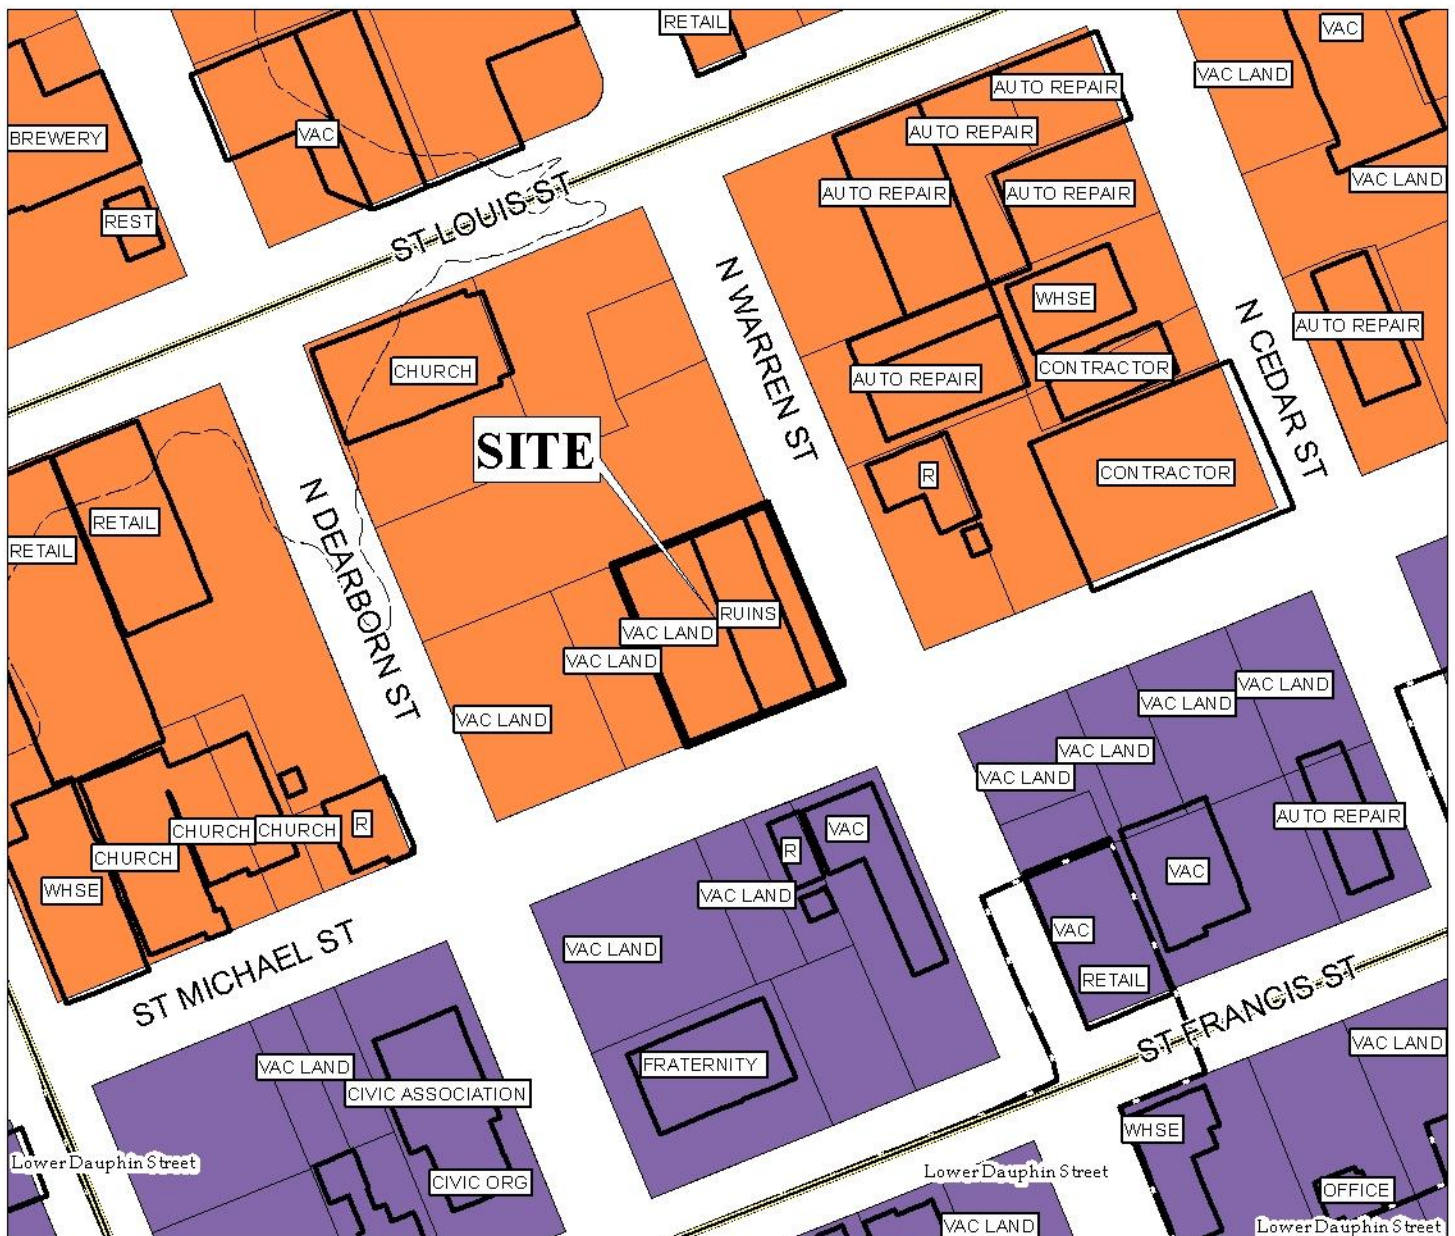 RETAIL
VAC
VAC LAND
AUTO REPAIR
BREWERY
VAC
AUTO REPAIR
VAC LAND
AUTO REPAIR
AUTO REPAIR
REST
ST LOUIS ST
N WARREN ST
WHSE
N CEDAR ST
AUTO REPAIR
CHURCH
AUTO REPAIR
CONTRACTOR
SITE
R
CONTRACTOR
N DEARBORN ST
RETAIL
RETAIL
RUINS
VAC LAND
VAC LAND
VAC LAND
VAC LAND
VAC LAND
VAC LAND
VAC LAND
AUTO REPAIR
CHURCH
CHURCH
R
VAC
R
CHURCH
WHSE
VAC
VAC LAND
VAC
VAC LAND
ST MICHAEL ST
RETAIL
ST FRANCIS ST
VAC LAND
VAC LAND
FRATERNITY
CIVIC ASSOCIATION
WHSE
Lower Dauphin Street
Lower Dauphin Street
CIVIC ORG
OFFICE
VAC LAND
Lower Dauphin Street